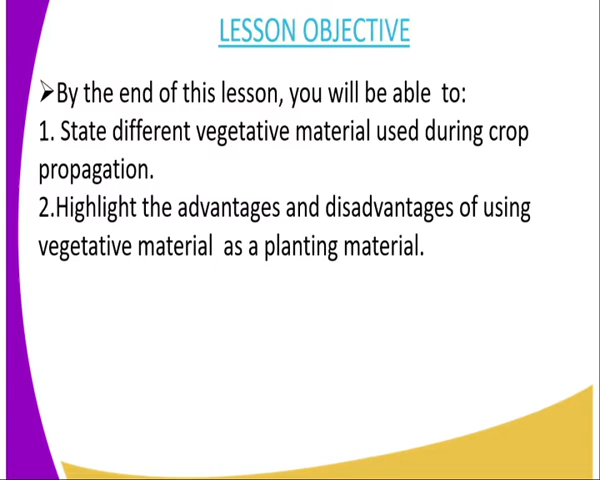 LESSON OBJECTIVE
➤By the end of this lesson, you will be able  to:
1. State different vegetative material used during crop
propagation.
2.Highlight the advantages and disadvantages of using
vegetative material  as a planting material.